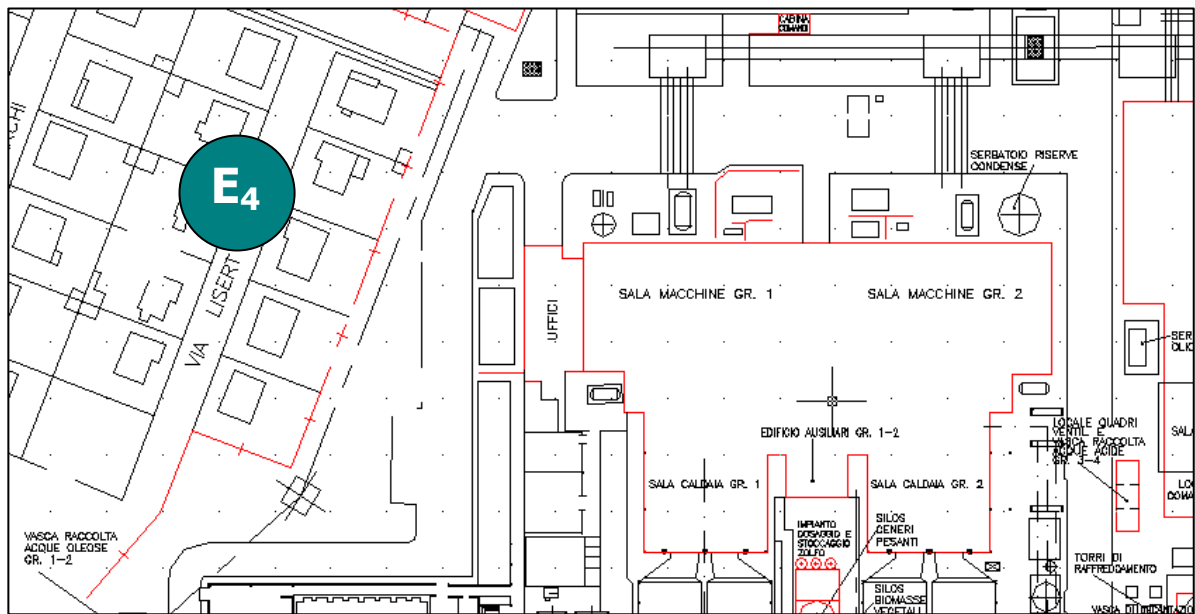 CABINA
COMANDI
E4
SERBATOIO RISERVE
CONDENSE
VIA LISERT
UFFICI
SALA MACCHINE GR. 1
SALA MACCHINE GR. 2
EDIFICIO AUSILIARI GR. 1-2
LOCALE QUADRI
VENTIL E
VASCA RACCOLTA
ACQUE ACIDE
GR. 3-4
SALA CALDAIA GR. 1
SALA CALDAIA GR. 2
IMPIANTO
DOSAGGIO E
STOCCAGGIO
ZOLFO
SILOS
CENERI
PESANTI
SILOS
BIOMASSE
VEGETALI
VASCA RACCOLTA
ACQUE OLEOSE
GR. 1-2
TORRI DI
RAFFREDDAMENTO